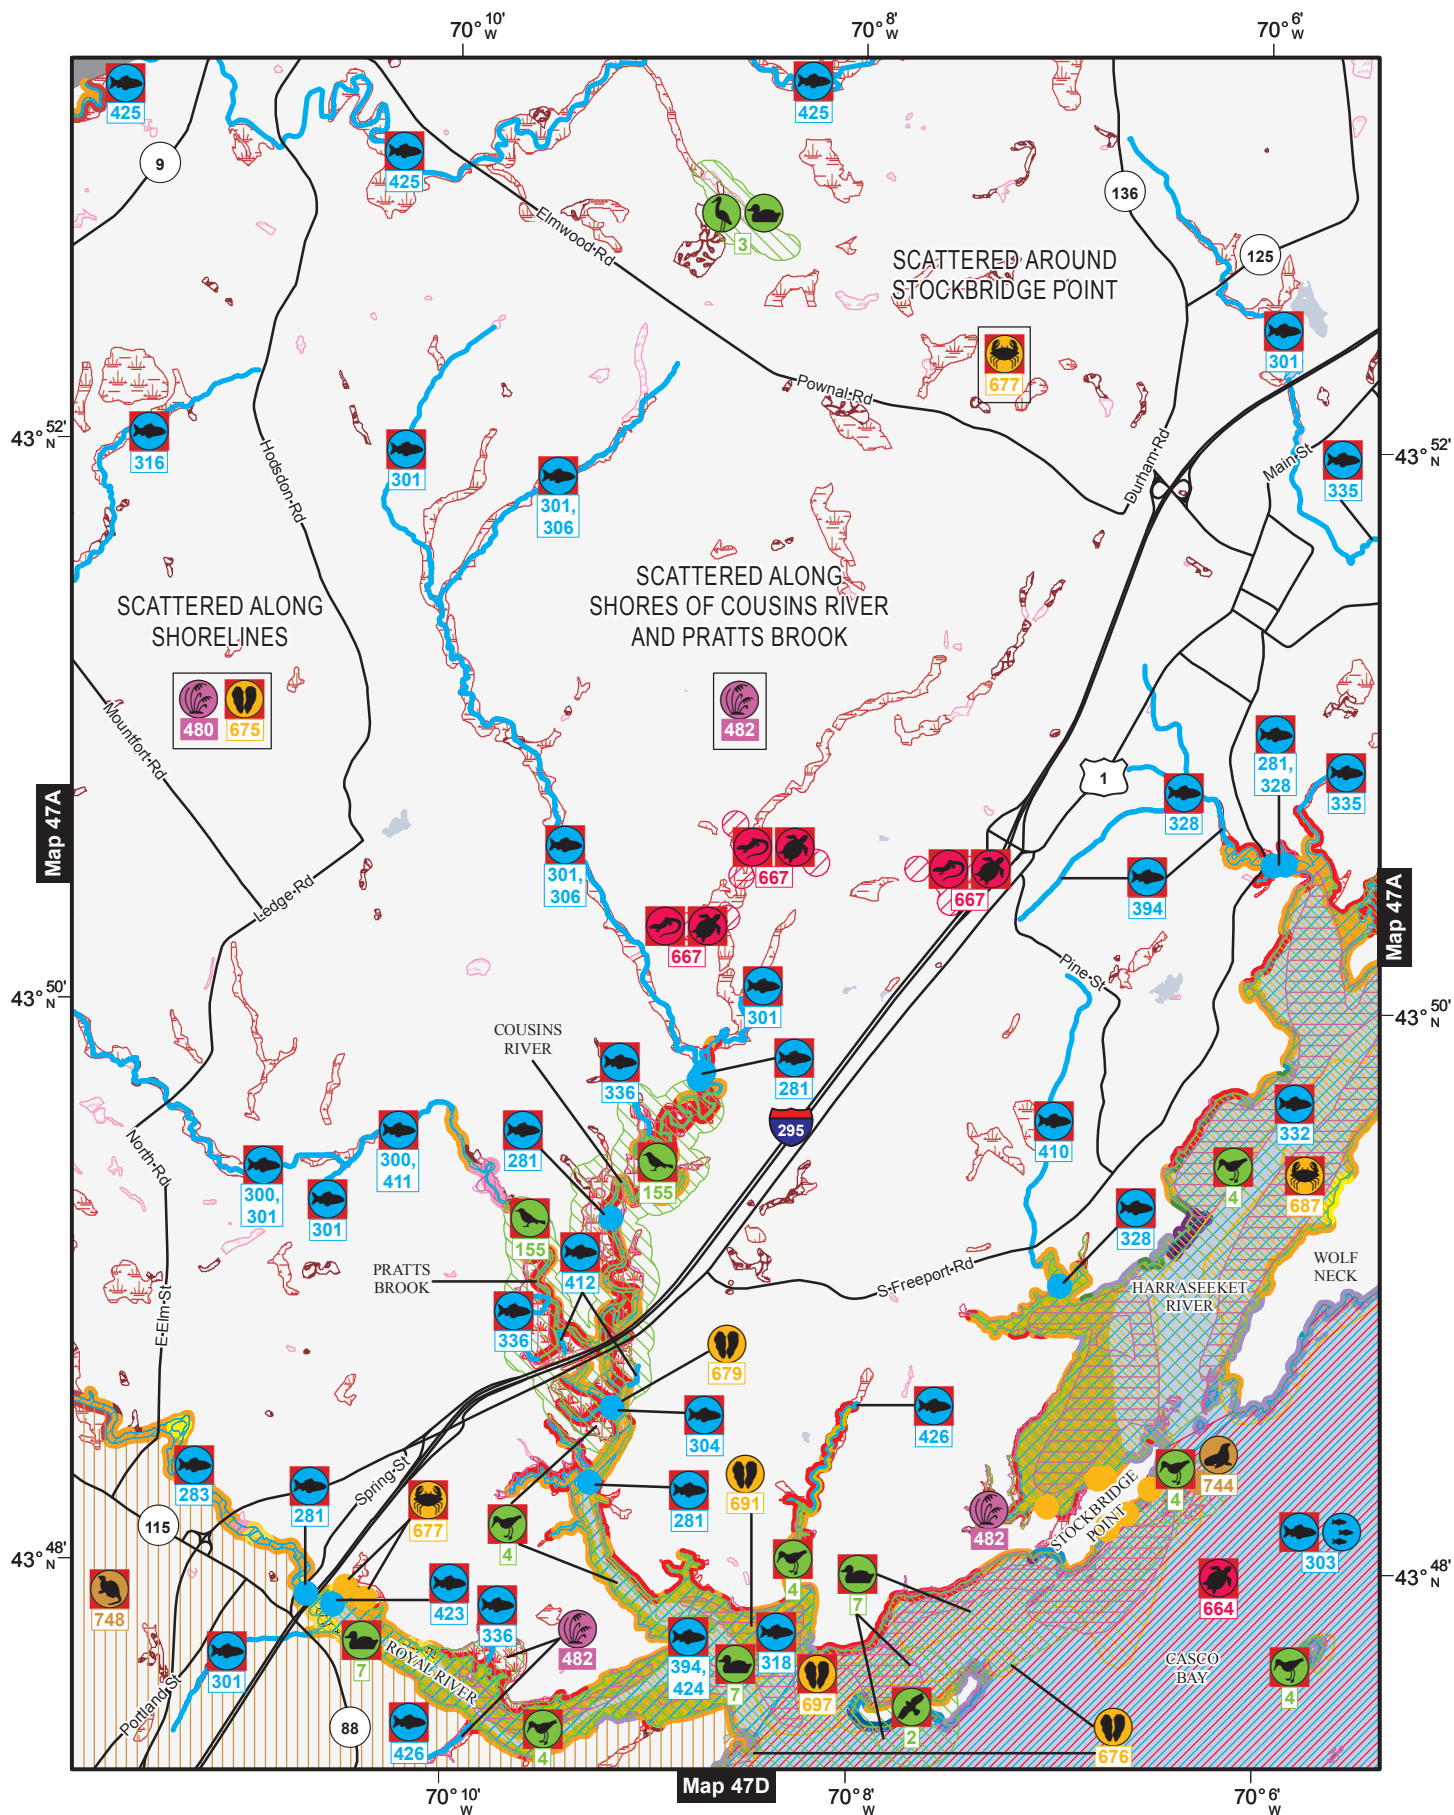 70° 10' W
70° 8' W
70° 6' W
425
425
9
425
136
3
Elmwood Rd
125
SCATTERED AROUND
STOCKBRIDGE POINT
301
677
Pownal Rd
43° 52' N
43° 52' N
316
301
Hodsdon Rd
Durham Rd
Main St
335
301,
306
SCATTERED ALONG
SHORES OF COUSINS RIVER
AND PRATTS BROOK
SCATTERED ALONG
SHORELINES
480
675
482
Mountfort Rd
281,
328
1
335
328
Map 47A
301,
306
667
667
Ledge Rd
394
Map 47A
667
Pine St
43° 50' N
43° 50' N
301
COUSINS
RIVER
336
281
295
332
300,
411
281
410
North Rd
300,
301
301
155
4
687
155
328
412
PRATTS
BROOK
S Freeport Rd
WOLF
NECK
HARRASEEKET
RIVER
336
E Elm St
679
304
426
283
Spring St
281
281
691
677
4
744
4
482
STOCKBRIDGE
POINT
115
303
43° 48' N
43° 48' N
748
423
4
7
664
336
482
301
7
ROYAL RIVER
394,
424
318
7
697
CASCO
BAY
4
Portland St
88
426
4
2
676
Map 47D
70° 10' W
70° 8' W
70° 6' W